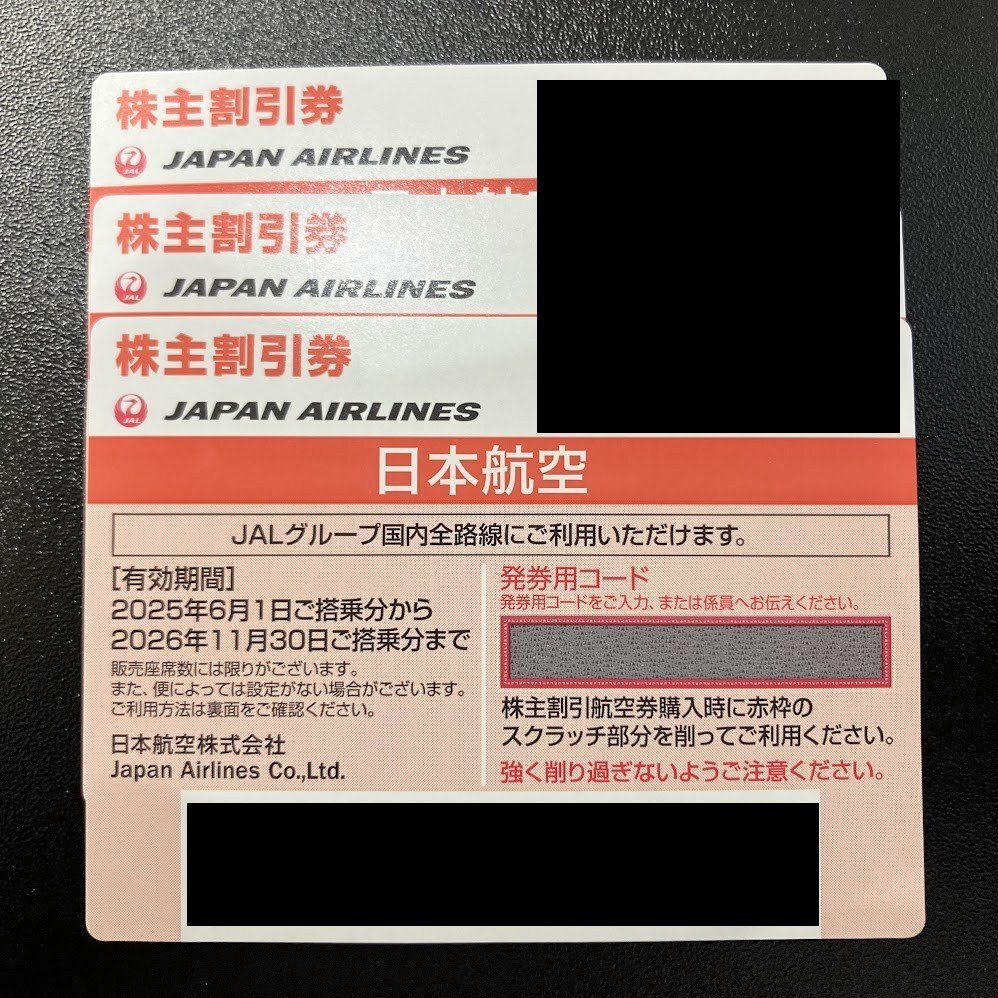 株主割引券
JAL JAPAN AIRLINES
株主割引券
JAL JAPAN AIRLINES
株主割引券
JAL JAPAN AIRLINES
日本航空
JALグループ国内全路線にご利用いただけます。
[有効期間]
2025年6月1日ご搭乗分から
2026年11月30日ご搭乗分まで
販売座席数には限りがございます。
また、便によっては設定がない場合がございます。
ご利用方法は裏面をご確認ください。
日本航空株式会社
Japan Airlines Co.,Ltd.
発券用コード
発券用コードをご入力、または係員へお伝えください。
株主割引航空券購入時に赤枠の
スクラッチ部分を削ってご利用ください。
強く削り過ぎないようご注意ください。